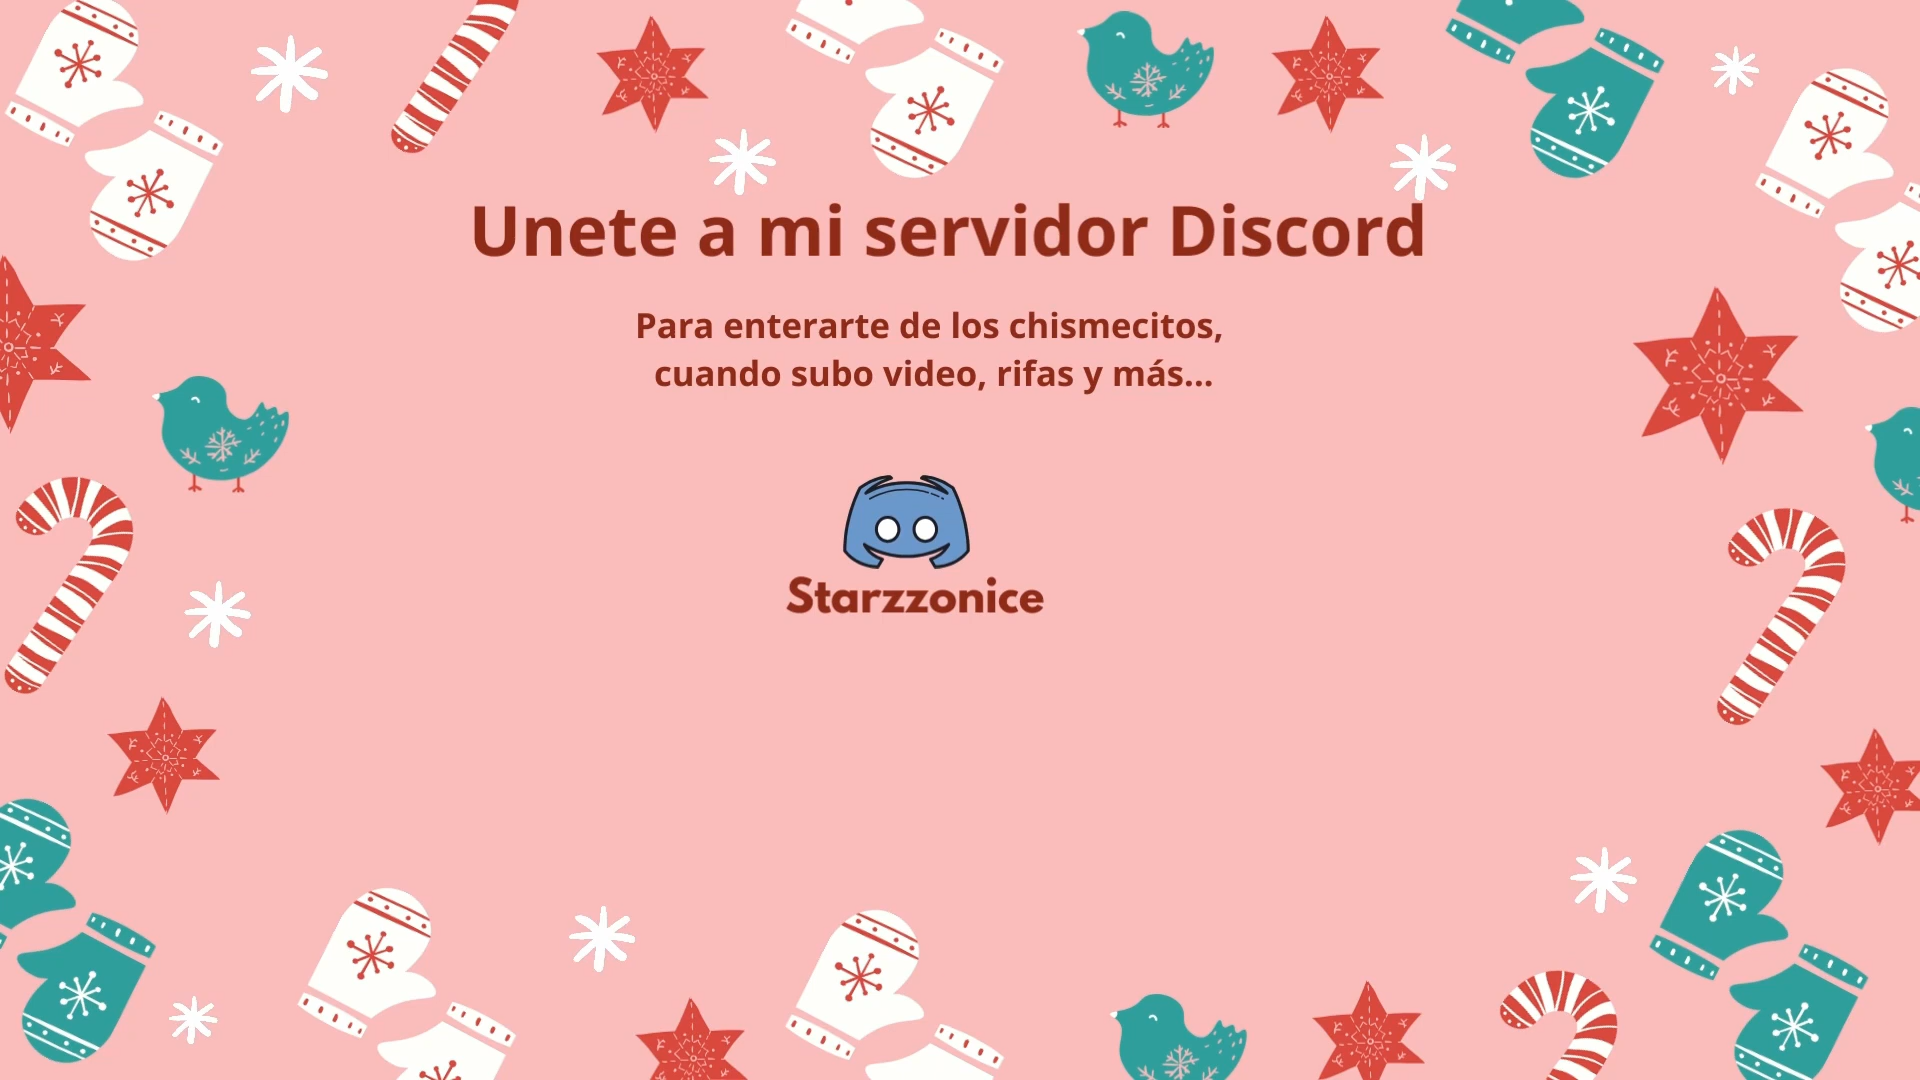 Unete a mi servidor Discord
Para enterarte de los chismecitos,
cuando subo video, rifas y más...
Starzzonice